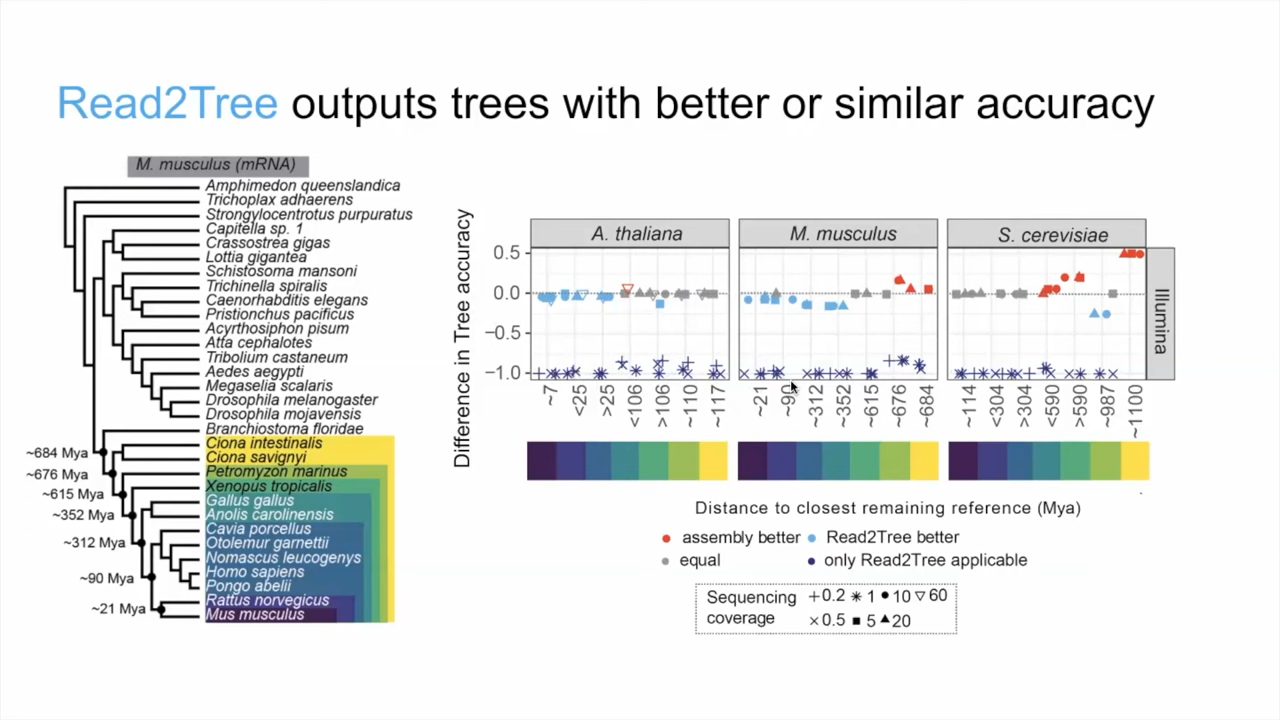 Read2Tree outputs trees with better or similar accuracy
M. musculus (mRNA)
Amphimedon queenslandica
Trichoplax adhaerens
Strongylocentrotus purpuratus
Capitella sp. 1
Crassostrea gigas
Lottia gigantea
Schistosoma mansoni
Trichinella spiralis
Caenorhabditis elegans
Pristionchus pacificus
Acyrthosiphon pisum
Atta cephalotes
Tribolium castaneum
Aedes aegypti
Megaselia scalaris
Drosophila melanogaster
Drosophila mojavensis
Branchiostoma floridae
Ciona intestinalis
Ciona savignyi
Petromyzon marinus
Xenopus tropicalis
Gallus gallus
Anolis carolinensis
Cavia porcellus
Otolemur garnettii
Nomascus leucogenys
Homo sapiens
Pongo abelii
Rattus norvegicus
Mus musculus
~684 Mya
~676 Mya
~615 Mya
~352 Mya
~312 Mya
~90 Mya
~21 Mya
Difference in Tree accuracy
0.5
0.0
−0.5
−1.0
A. thaliana
M. musculus
S. cerevisiae
Illumina
~7 <25 >25 <106 >106 ~110 ~117
~21 ~90 ~312 ~352 ~615 ~676 ~684
~114 <304 >304 <590 >590 ~987 ~1100
Distance to closest remaining reference (Mya)
assembly better Read2Tree better
equal only Read2Tree applicable
Sequencing coverage
+0.2 ✳1 ●10 ▽60
×0.5 ■5 ▲20